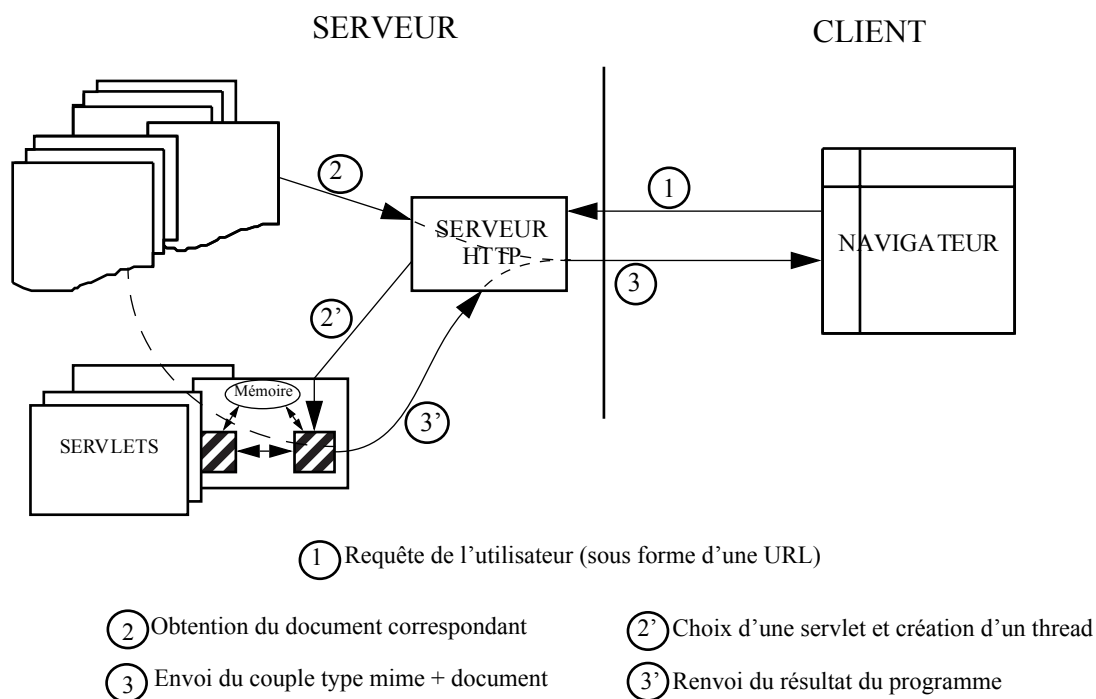 SERVEUR
CLIENT
2
1
SERVEUR
HTTP
NAVIGATEUR
3
2’
Mémoire
3’
SERVLETS
1 Requête de l’utilisateur (sous forme d’une URL)
2 Obtention du document correspondant
2’ Choix d’une servlet et création d’un thread
3 Envoi du couple type mime + document
3’ Renvoi du résultat du programme